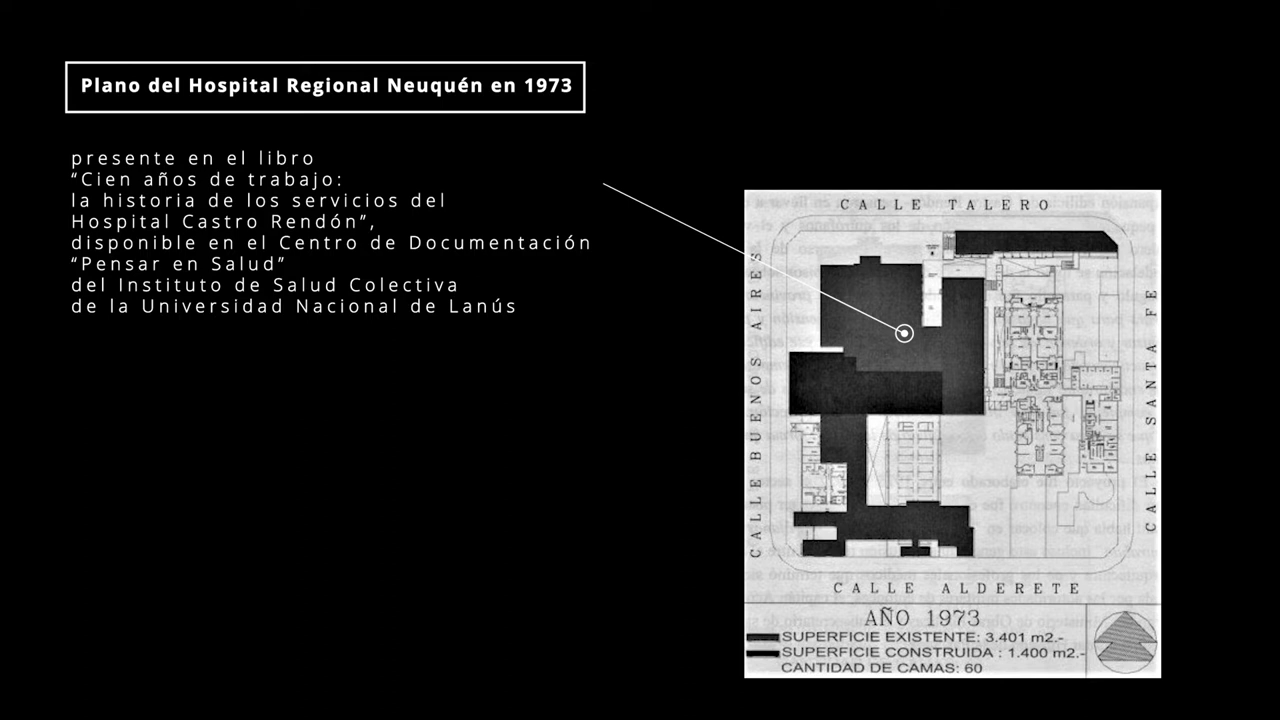 Plano del Hospital Regional Neuquén en 1973
presente en el libro
“Cien años de trabajo:
la historia de los servicios del
Hospital Castro Rendón”,
disponible en el Centro de Documentación
“Pensar en Salud”
del Instituto de Salud Colectiva
de la Universidad Nacional de Lanús
CALLE TALERO
CALLE BUENOS AIRES
CALLE SANTA FE
CALLE ALDERETE
AÑO 1973
SUPERFICIE EXISTENTE: 3.401 m2.-
SUPERFICIE CONSTRUIDA : 1.400 m2.-
CANTIDAD DE CAMAS: 60